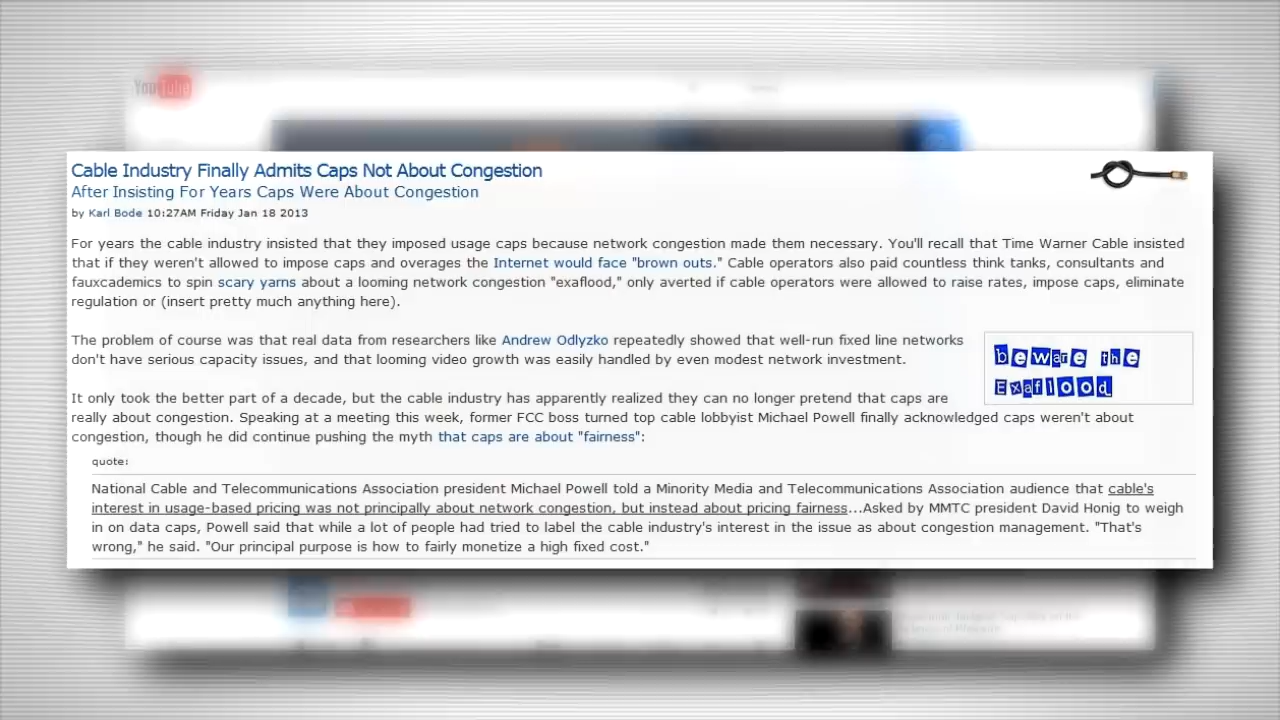 YouTube
Cable Industry Finally Admits Caps Not About Congestion
After Insisting For Years Caps Were About Congestion
by Karl Bode 10:27AM Friday Jan 18 2013
For years the cable industry insisted that they imposed usage caps because network congestion made them necessary. You'll recall that Time Warner Cable insisted
that if they weren't allowed to impose caps and overages the Internet would face "brown outs." Cable operators also paid countless think tanks, consultants and
fauxcademics to spin scary yarns about a looming network congestion "exaflood," only averted if cable operators were allowed to raise rates, impose caps, eliminate
regulation or (insert pretty much anything here).
The problem of course was that real data from researchers like Andrew Odlyzko repeatedly showed that well-run fixed line networks
don't have serious capacity issues, and that looming video growth was easily handled by even modest network investment.
beware the
Exaflood
It only took the better part of a decade, but the cable industry has apparently realized they can no longer pretend that caps are
really about congestion. Speaking at a meeting this week, former FCC boss turned top cable lobbyist Michael Powell finally acknowledged caps weren't about
congestion, though he did continue pushing the myth that caps are about "fairness":
quote:
National Cable and Telecommunications Association president Michael Powell told a Minority Media and Telecommunications Association audience that cable's
interest in usage-based pricing was not principally about network congestion, but instead about pricing fairness...Asked by MMTC president David Honig to weigh
in on data caps, Powell said that while a lot of people had tried to label the cable industry's interest in the issue as about congestion management. "That's
wrong," he said. "Our principal purpose is how to fairly monetize a high fixed cost."